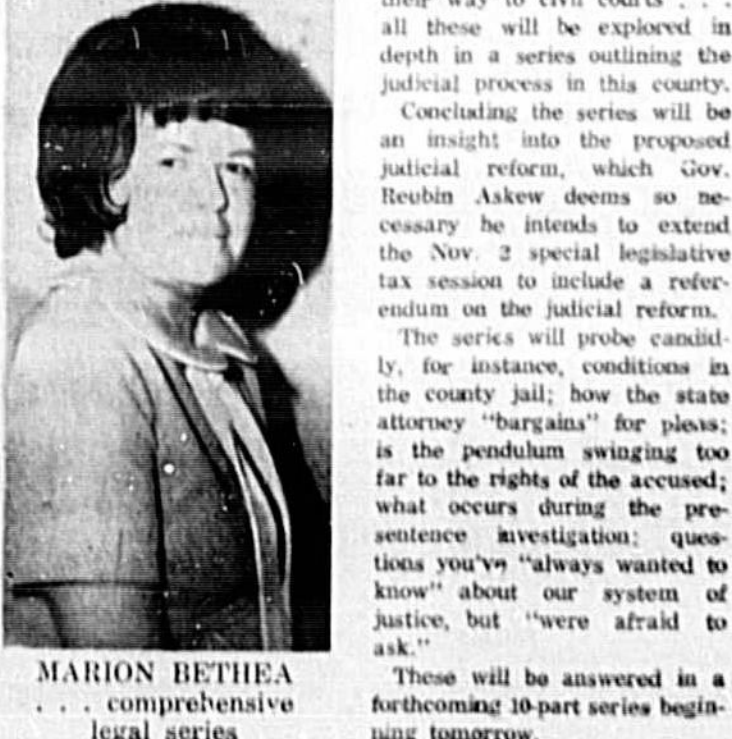 their way to civil courts . . .
all these will be explored in
depth in a series outlining the
judicial process in this county.
Concluding the series will be
an insight into the proposed
judicial reform, which Gov.
Reubin Askew deems so ne-
cessary he intends to extend
the Nov. 2 special legislative
tax session to include a refer-
endum on the judicial reform.
The series will probe candid-
ly, for instance, conditions in
the county jail; how the state
attorney "bargains" for pleas;
is the pendulum swinging too
far to the rights of the accused;
what occurs during the pre-
sentence investigation; ques-
tions you've "always wanted to
know" about our system of
justice, but "were afraid to
ask."
These will be answered in a
forthcoming 10-part series begin-
ning tomorrow.
MARION BETHEA
. . . comprehensive
legal series